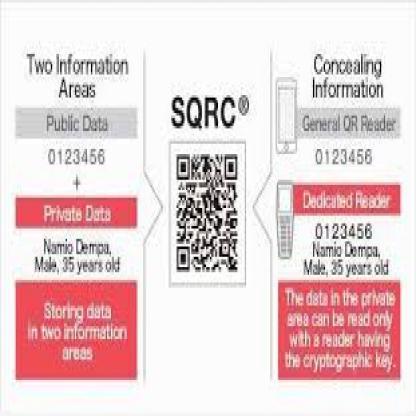 Two Information
Areas
Public Data
0123456
+
Private Data
Namio Dempa,
Male, 35 years old
Storing data
in two information
areas
SQRC®
Concealing
Information
General QR Reader
0123456
Dedicated Reader
0123456
Namio Dempa,
Male, 35 years old
The data in the private
area can be read only
with a reader having
the cryptographic key.